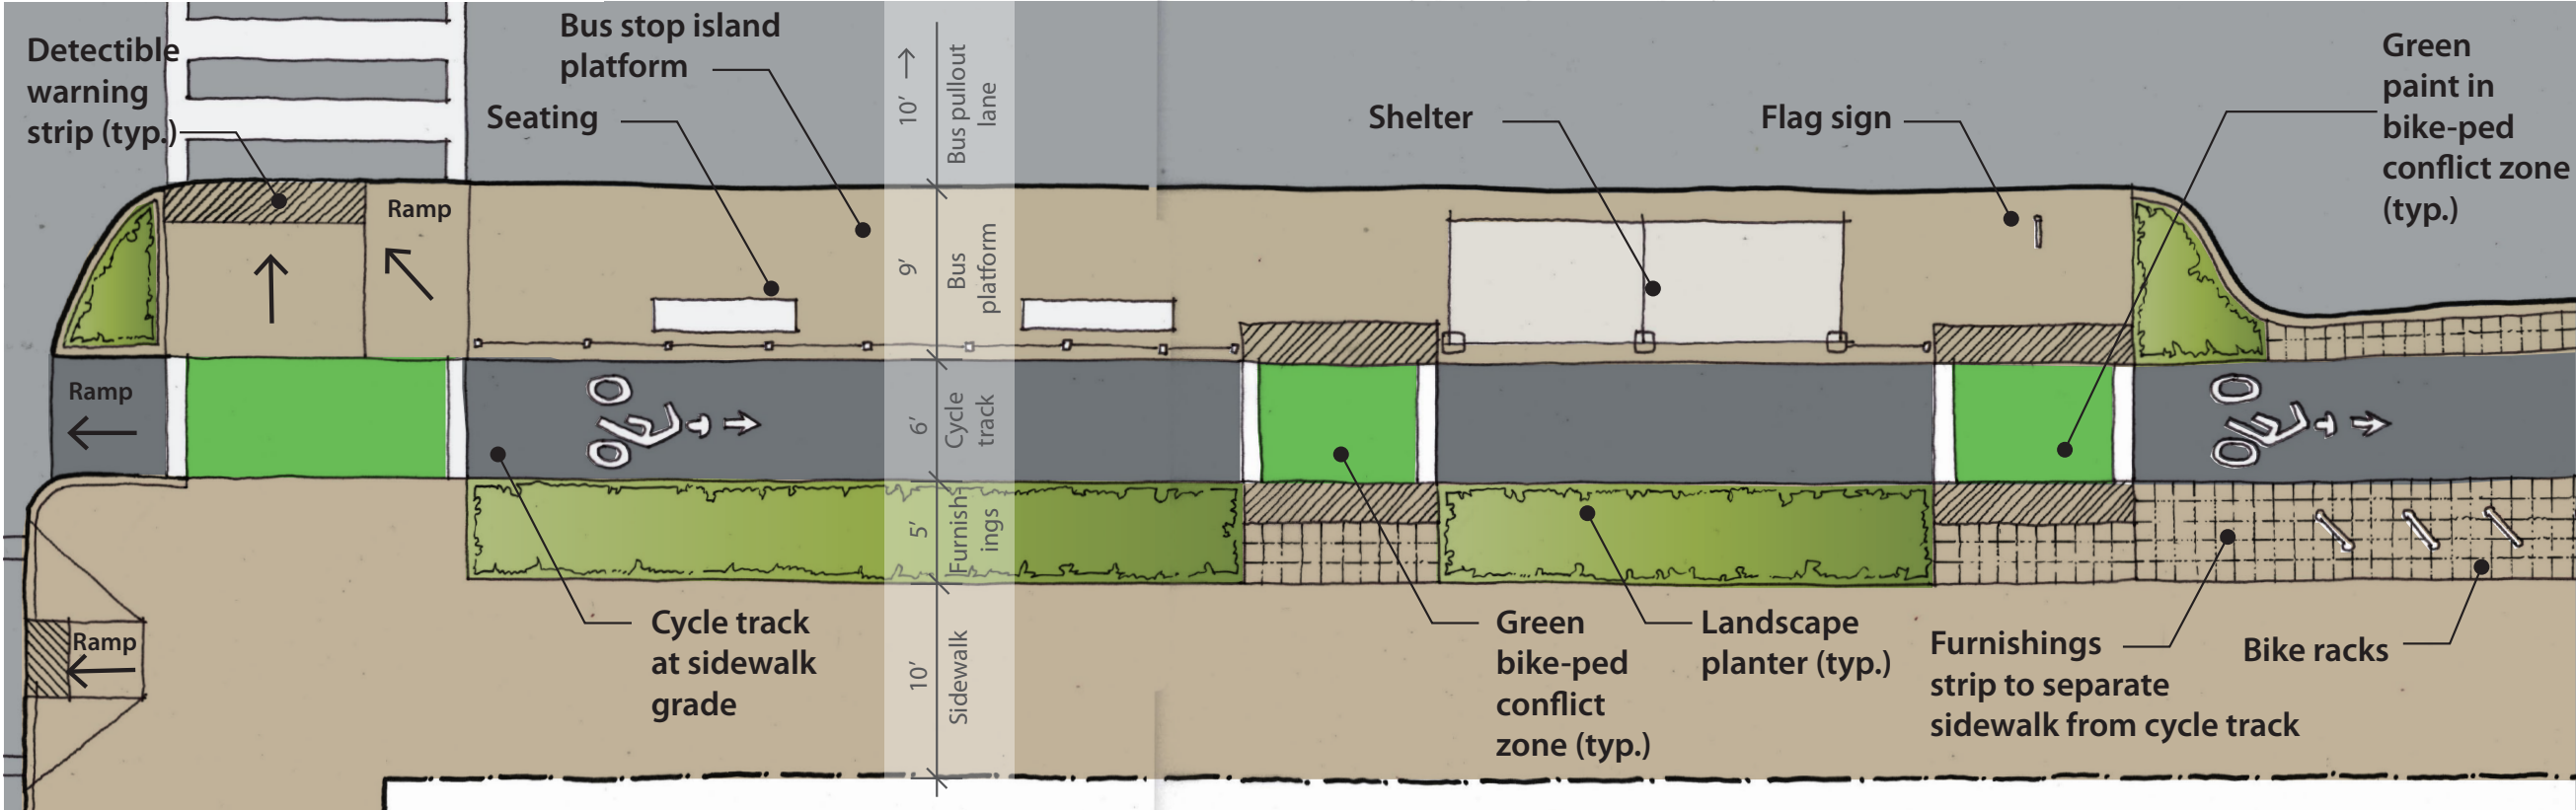 Detectible
warning
strip (typ.)
Bus stop island
platform
Seating
10’
Bus pullout
lane
Shelter
Flag sign
Green
paint in
bike-ped
conflict zone
(typ.)
Ramp
9’
Bus
platform
Ramp
6’
Cycle
track
5’
Furnish-
ings
Ramp
10’
Sidewalk
Cycle track
at sidewalk
grade
Green
bike-ped
conflict
zone (typ.)
Landscape
planter (typ.)
Furnishings
strip to separate
sidewalk from cycle track
Bike racks